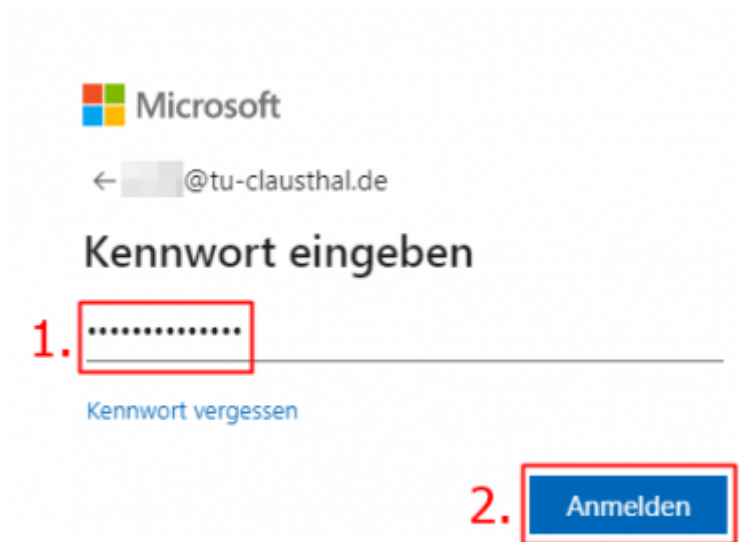 Microsoft
← @tu-clausthal.de
Kennwort eingeben
1. ••••••••••••••
Kennwort vergessen
2. Anmelden